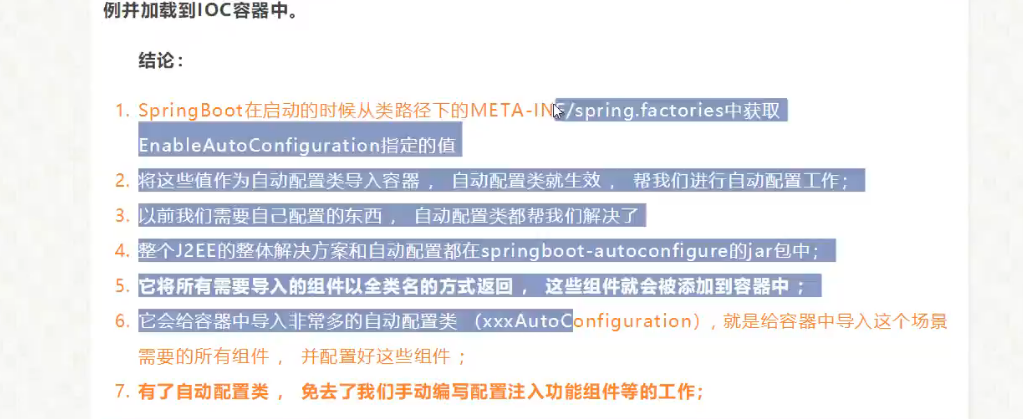 例并加载到IOC容器中。
结论：
1. SpringBoot在启动的时候从类路径下的META-INF/spring.factories中获取
EnableAutoConfiguration指定的值
2. 将这些值作为自动配置类导入容器 ， 自动配置类就生效 ， 帮我们进行自动配置工作；
3. 以前我们需要自己配置的东西 ， 自动配置类都帮我们解决了
4. 整个J2EE的整体解决方案和自动配置都在springboot-autoconfigure的jar包中；
5. 它将所有需要导入的组件以全类名的方式返回 ， 这些组件就会被添加到容器中 ；
6. 它会给容器中导入非常多的自动配置类 （xxxAutoConfiguration）, 就是给容器中导入这个场景
需要的所有组件 ， 并配置好这些组件 ；
7. 有了自动配置类 ， 免去了我们手动编写配置注入功能组件等的工作；